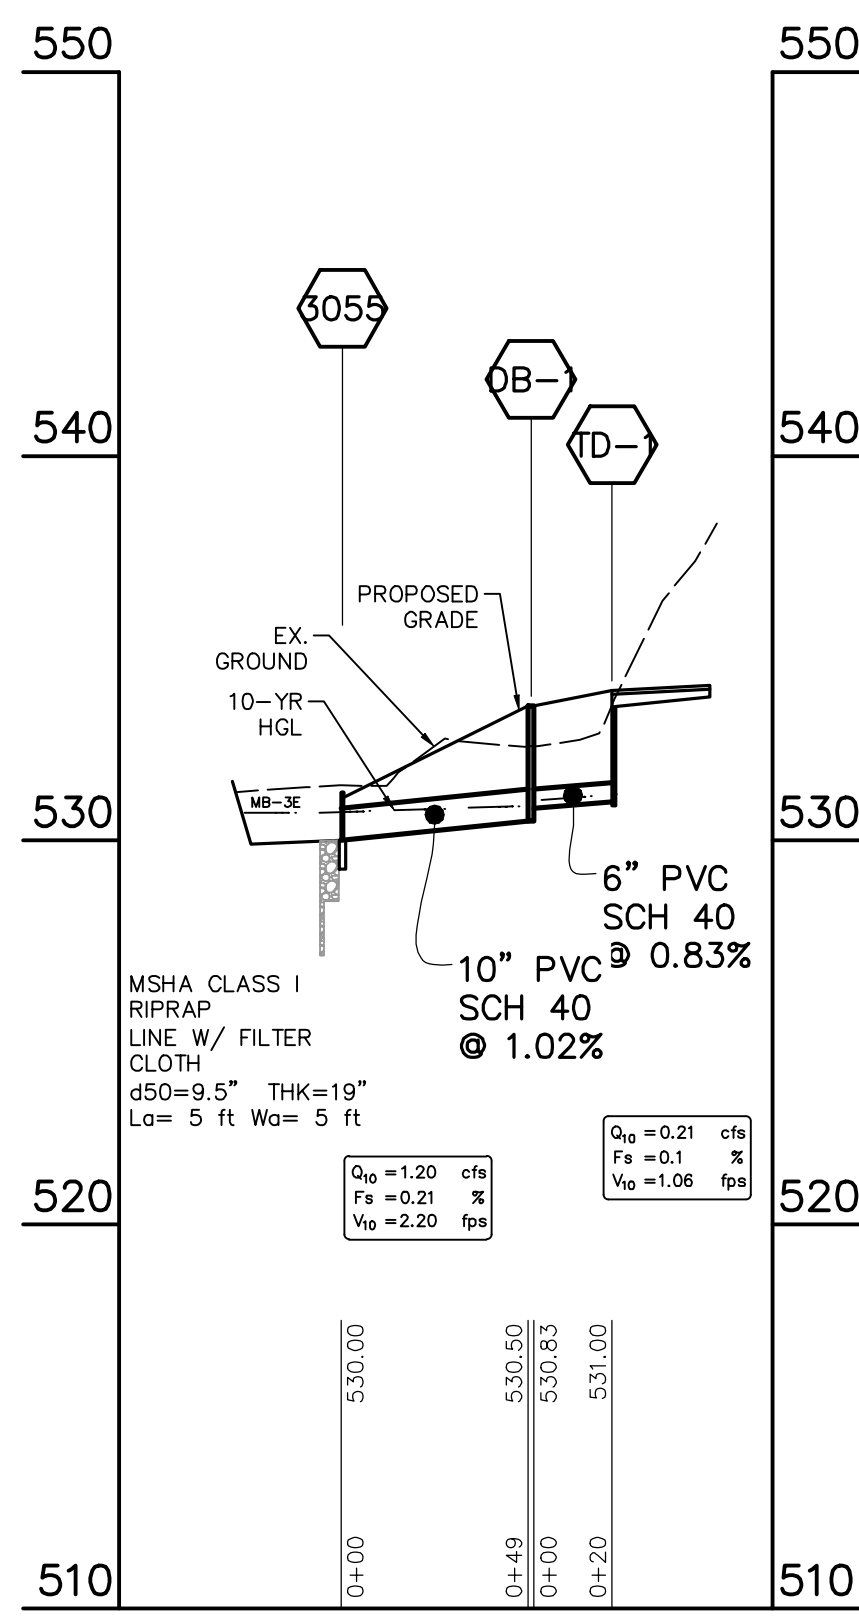 550
550
3055
DB-1
540
TD-1
540
PROPOSED
GRADE
EX.
GROUND
10-YR
HGL
MB-3E
530
530
6" PVC
SCH 40
@ 0.83%
10" PVC
SCH 40
@ 1.02%
MSHA CLASS I
RIPRAP
LINE W/ FILTER
CLOTH
d50=9.5" THK=19"
La= 5 ft Wa= 5 ft
Q10 =0.21 cfs
Fs =0.1 %
V10 =1.06 fps
Q10 =1.20 cfs
Fs =0.21 %
V10 =2.20 fps
520
520
530.00
530.50
530.83
531.00
0+00
0+49
0+00
0+20
510
510